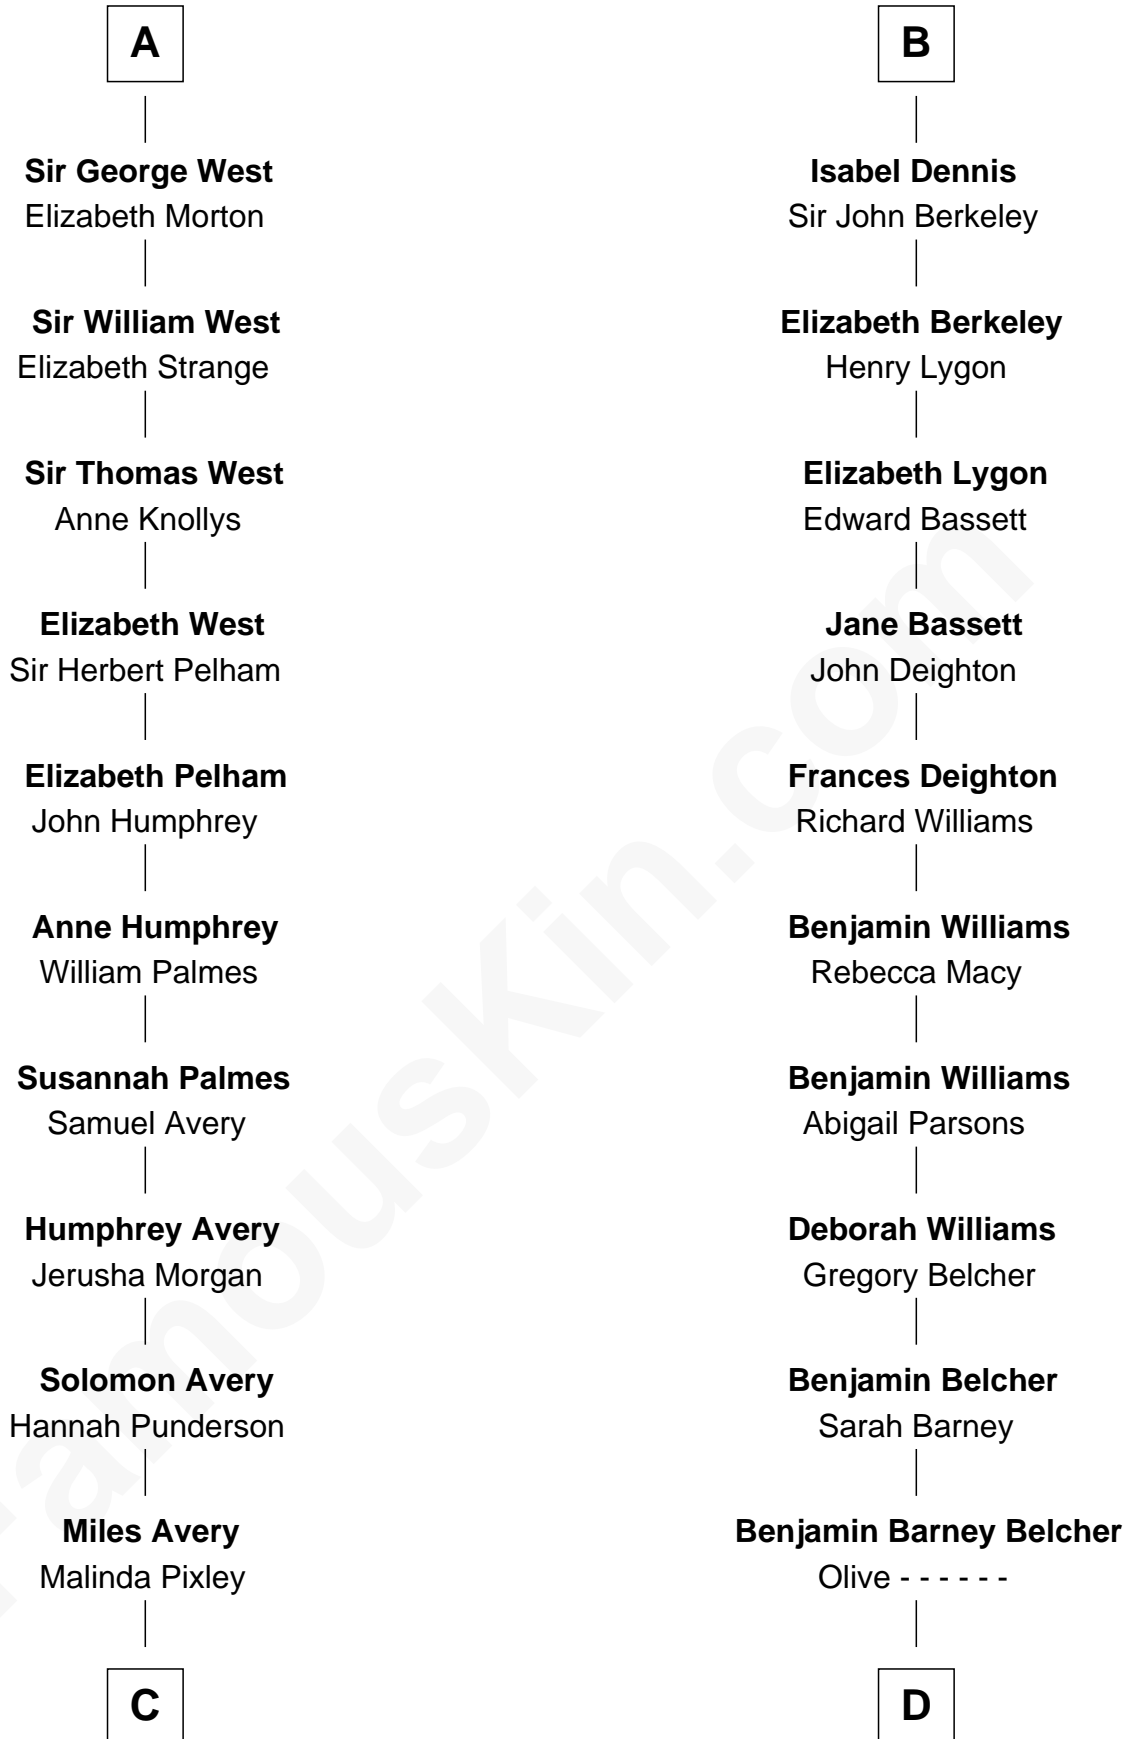 A
Sir George West
Elizabeth Morton
Sir William West
Elizabeth Strange
Sir Thomas West
Anne Knollys
Elizabeth West
Sir Herbert Pelham
Elizabeth Pelham
John Humphrey
Anne Humphrey
William Palmes
Susannah Palmes
Samuel Avery
Humphrey Avery
Jerusha Morgan
Solomon Avery
Hannah Punderson
Miles Avery
Malinda Pixley
C
B
Isabel Dennis
Sir John Berkeley
Elizabeth Berkeley
Henry Lygon
Elizabeth Lygon
Edward Bassett
Jane Bassett
John Deighton
Frances Deighton
Richard Williams
Benjamin Williams
Rebecca Macy
Benjamin Williams
Abigail Parsons
Deborah Williams
Gregory Belcher
Benjamin Belcher
Sarah Barney
Benjamin Barney Belcher
Olive - - - - - -
D
FamousKin.com